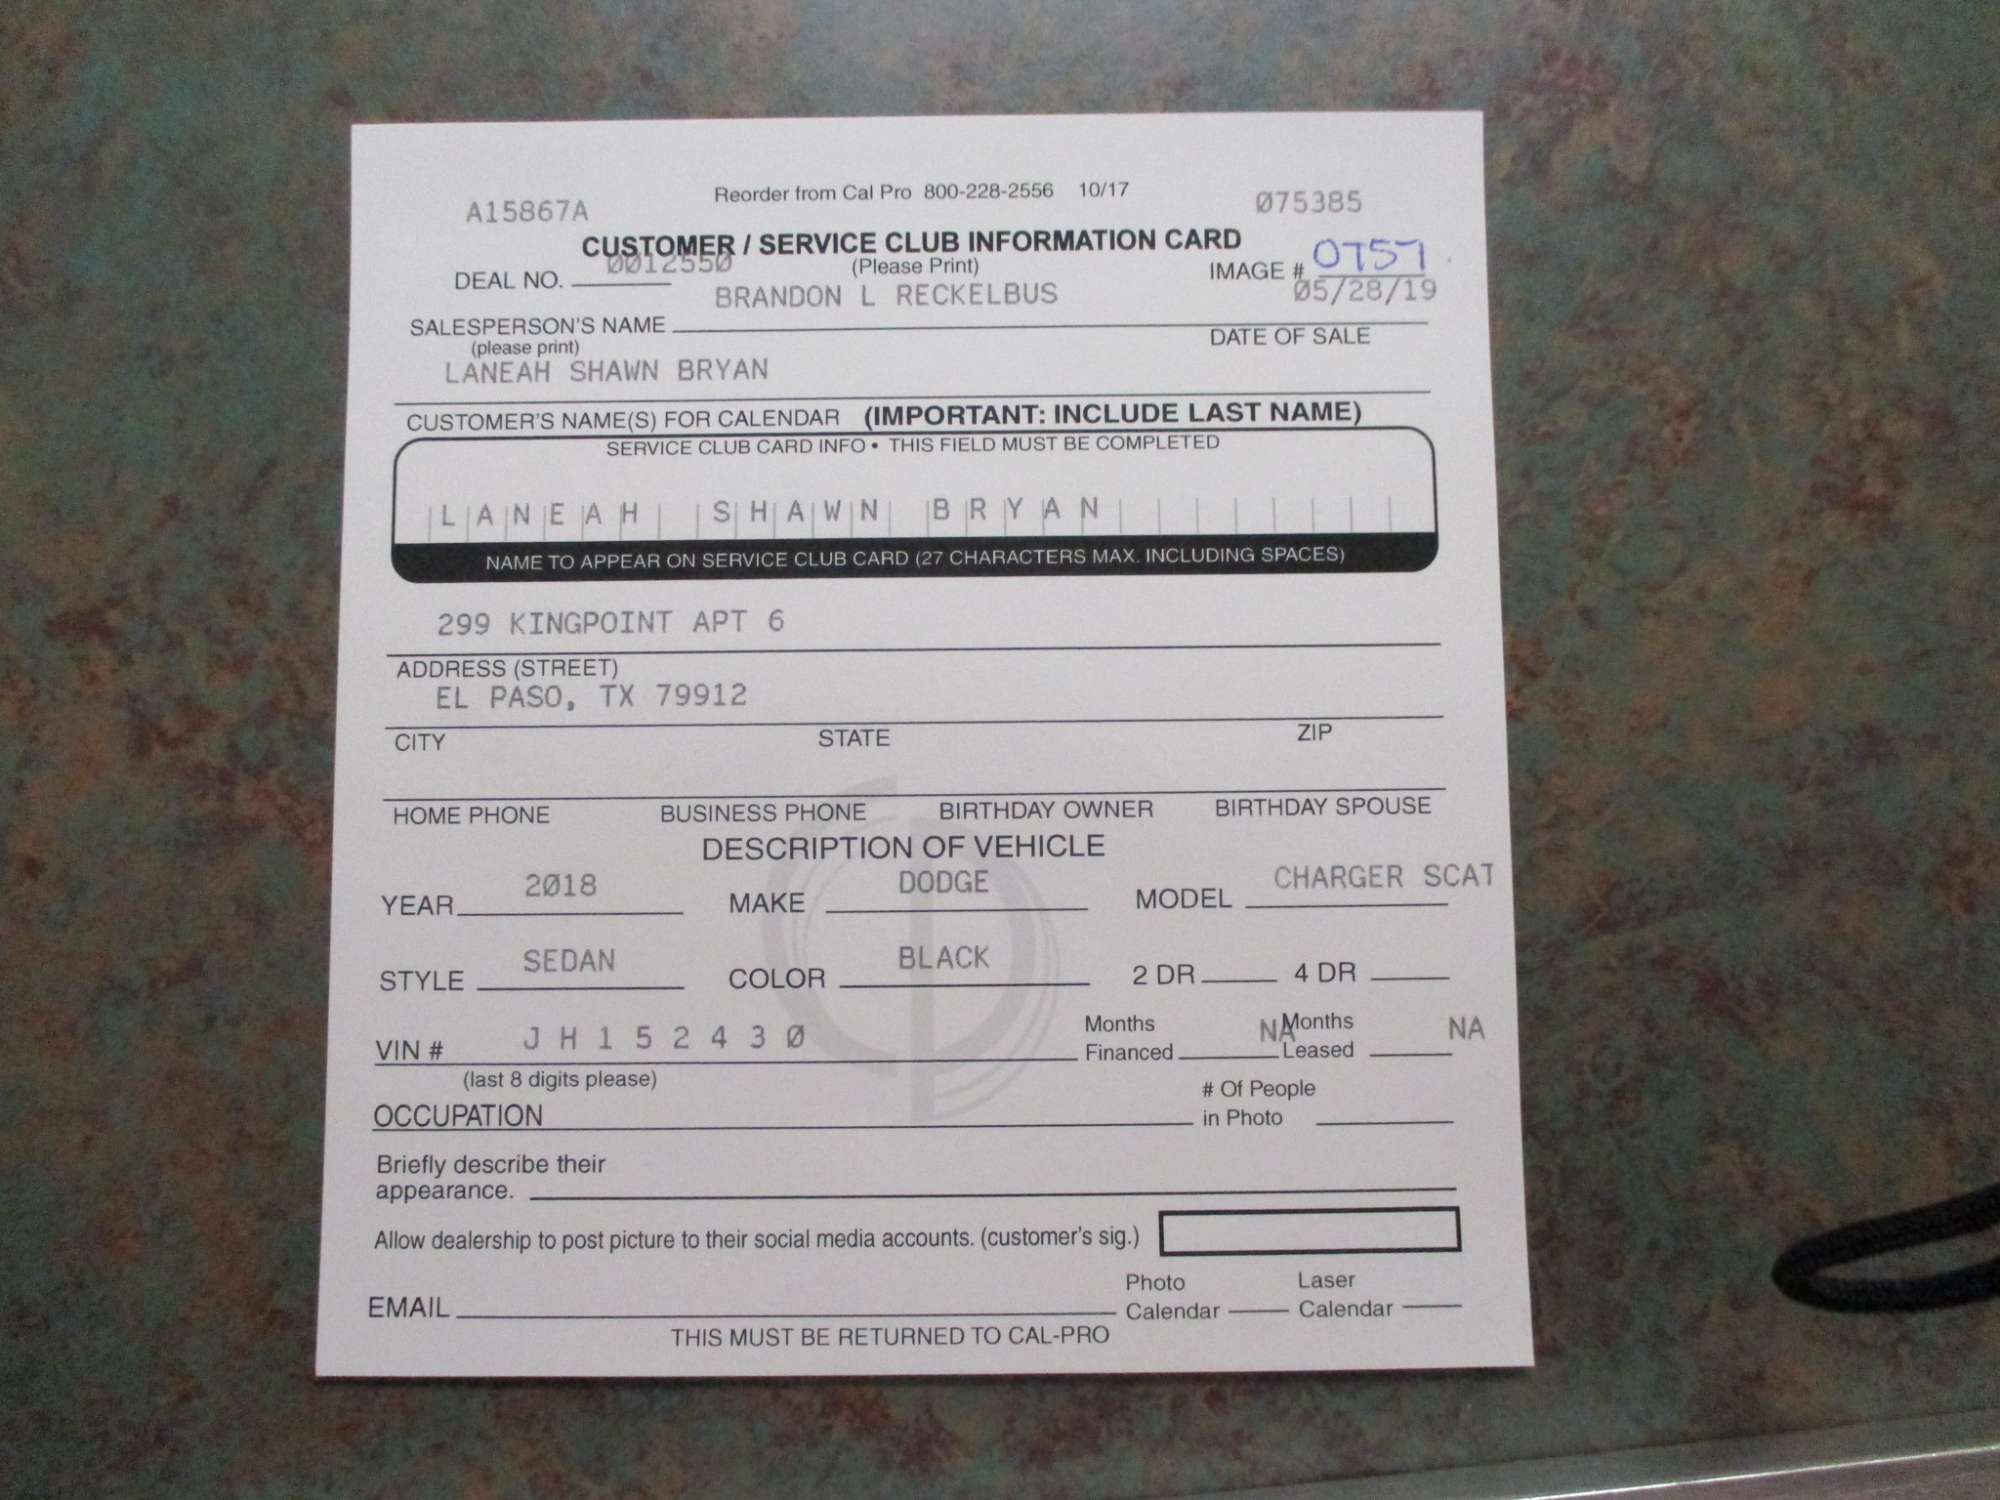 Reorder from Cal Pro 800-228-2556 10/17
A15867A Ø75385
CUSTOMER / SERVICE CLUB INFORMATION CARD
DEAL NO. ØØ1255Ø (Please Print) IMAGE # 0757
BRANDON L RECKELBUS Ø5/28/19
SALESPERSON'S NAME DATE OF SALE
(please print)
LANEAH SHAWN BRYAN
CUSTOMER'S NAME(S) FOR CALENDAR (IMPORTANT: INCLUDE LAST NAME)
SERVICE CLUB CARD INFO • THIS FIELD MUST BE COMPLETED
LANEAH SHAWN BRYAN
NAME TO APPEAR ON SERVICE CLUB CARD (27 CHARACTERS MAX. INCLUDING SPACES)
299 KINGPOINT APT 6
ADDRESS (STREET)
EL PASO, TX 79912
CITY STATE ZIP
HOME PHONE BUSINESS PHONE BIRTHDAY OWNER BIRTHDAY SPOUSE
DESCRIPTION OF VEHICLE
YEAR 2Ø18 MAKE DODGE MODEL CHARGER SCAT
STYLE SEDAN COLOR BLACK 2 DR 4 DR
VIN # J H 1 5 2 4 3 Ø Months Financed NA Months Leased NA
(last 8 digits please)
OCCUPATION # Of People in Photo
Briefly describe their
appearance.
Allow dealership to post picture to their social media accounts. (customer's sig.)
EMAIL Photo Calendar Laser Calendar
THIS MUST BE RETURNED TO CAL-PRO